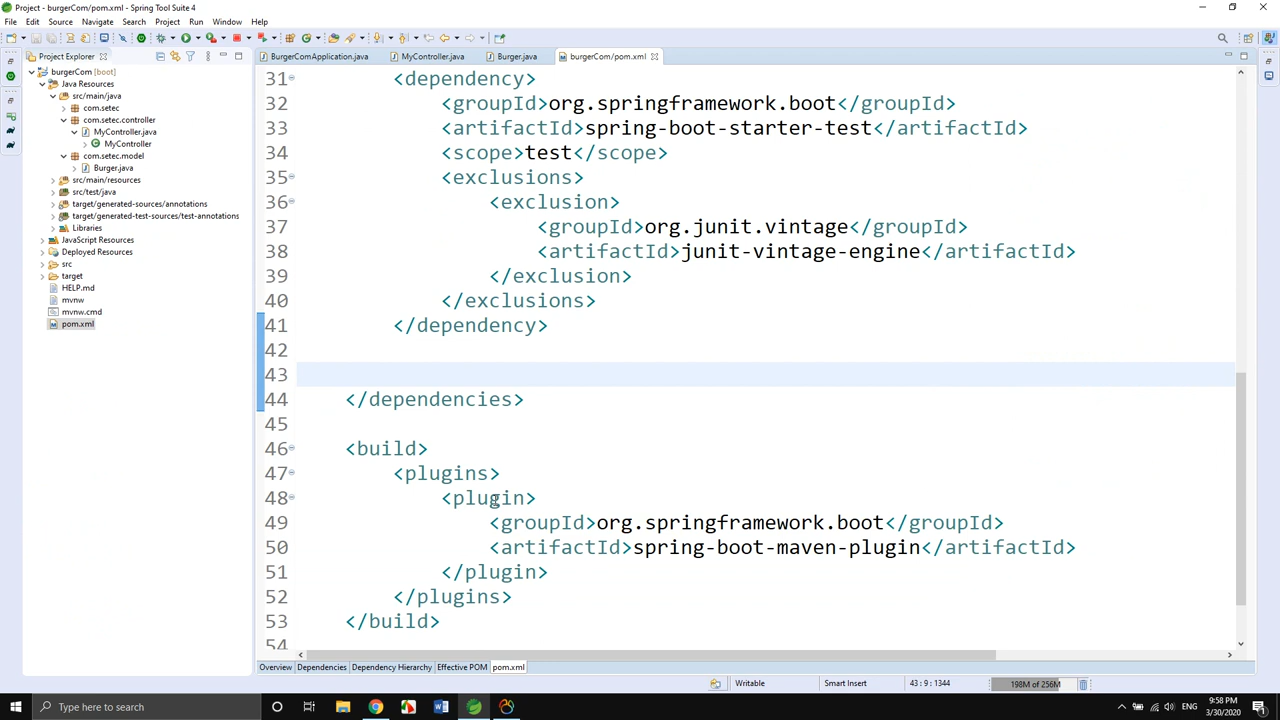 Project - burgerCom/pom.xml - Spring Tool Suite 4
File Edit Source Navigate Search Project Run Window Help
Project Explorer
burgerCom [boot]
Java Resources
src/main/java
com.setec
com.setec.controller
MyController.java
MyController
com.setec.model
Burger.java
src/main/resources
src/test/java
target/generated-sources/annotations
target/generated-test-sources/test-annotations
Libraries
JavaScript Resources
Deployed Resources
src
target
HELP.md
mvnw
mvnw.cmd
pom.xml
BurgerComApplication.java MyController.java Burger.java burgerCom/pom.xml
31 <dependency>
32 <groupId>org.springframework.boot</groupId>
33 <artifactId>spring-boot-starter-test</artifactId>
34 <scope>test</scope>
35 <exclusions>
36 <exclusion>
37 <groupId>org.junit.vintage</groupId>
38 <artifactId>junit-vintage-engine</artifactId>
39 </exclusion>
40 </exclusions>
41 </dependency>
42
43
44 </dependencies>
45
46 <build>
47 <plugins>
48 <plugin>
49 <groupId>org.springframework.boot</groupId>
50 <artifactId>spring-boot-maven-plugin</artifactId>
51 </plugin>
52 </plugins>
53 </build>
54
Overview Dependencies Dependency Hierarchy Effective POM pom.xml
Writable Smart Insert 43 : 9 : 1344 198M of 256M
Type here to search
ENG
9:58 PM
3/30/2020
1